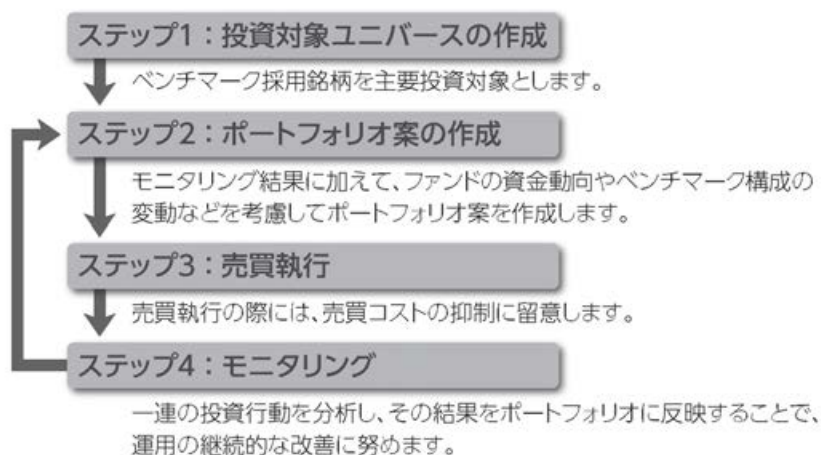 ステップ1：投資対象ユニバースの作成
ベンチマーク採用銘柄を主要投資対象とします。
ステップ2：ポートフォリオ案の作成
モニタリング結果に加えて、ファンドの資金動向やベンチマーク構成の
変動などを考慮してポートフォリオ案を作成します。
ステップ3：売買執行
売買執行の際には、売買コストの抑制に留意します。
ステップ4：モニタリング
一連の投資行動を分析し、その結果をポートフォリオに反映することで、
運用の継続的な改善に努めます。